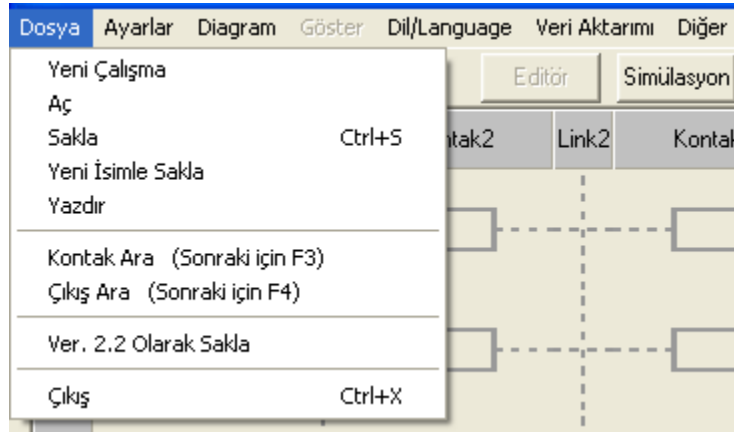 Dosya Ayarlar Diagram Göster Dil/Language Veri Aktarımı Diğer
Editör Simülasyon
Link2
Yeni Çalışma
Aç
Sakla Ctrl+S
Yeni İsimle Sakla
Yazdır
Kontak Ara (Sonraki için F3)
Çıkış Ara (Sonraki için F4)
Ver. 2.2 Olarak Sakla
Çıkış Ctrl+X